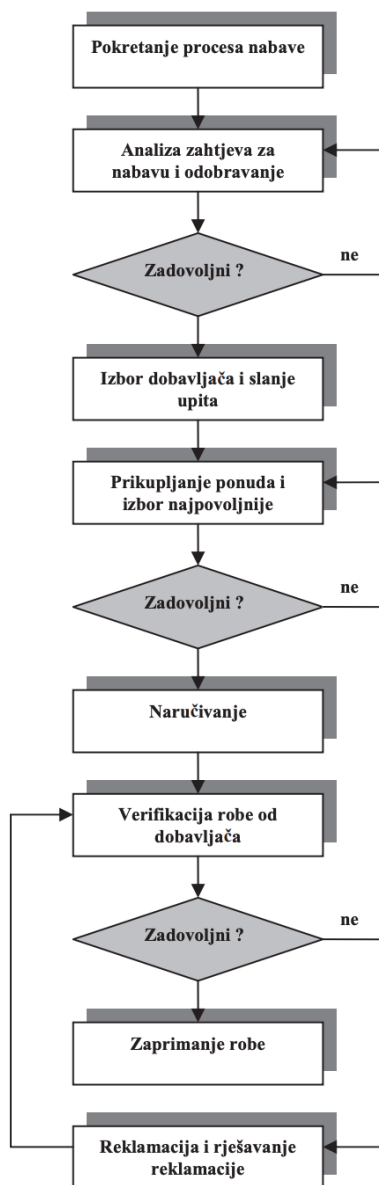 Pokretanje procesa nabave
Analiza zahtjeva za
nabavu i odobravanje
Zadovoljni ?
ne
Izbor dobavljača i slanje
upita
Prikupljanje ponuda i
izbor najpovoljnije
Zadovoljni ?
ne
Naručivanje
Verifikacija robe od
dobavljača
Zadovoljni ?
ne
Zaprimanje robe
Reklamacija i rješavanje
reklamacije